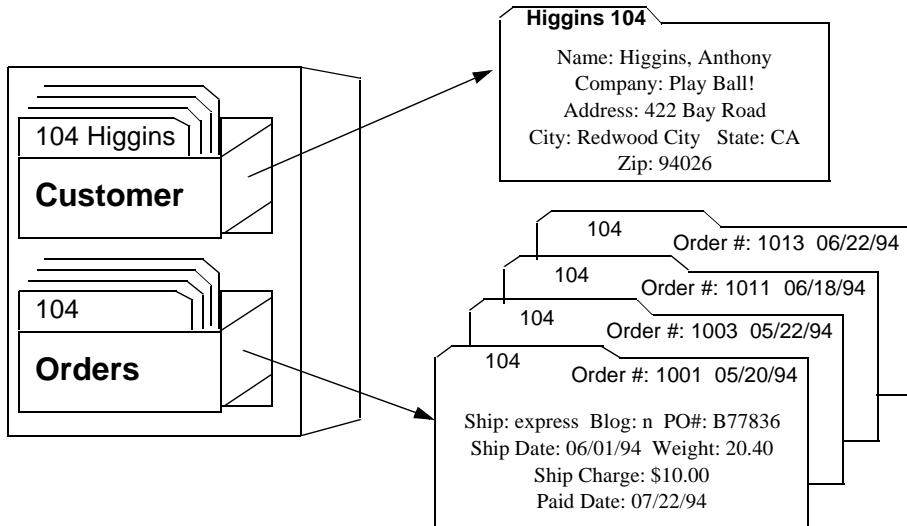 104 Higgins
Customer
104
Orders
Higgins 104
Name: Higgins, Anthony
Company: Play Ball!
Address: 422 Bay Road
City: Redwood City State: CA
Zip: 94026
104
Order #: 1013 06/22/94
104
Order #: 1011 06/18/94
104
Order #: 1003 05/22/94
104
Order #: 1001 05/20/94
Ship: express Blog: n PO#: B77836
Ship Date: 06/01/94 Weight: 20.40
Ship Charge: $10.00
Paid Date: 07/22/94